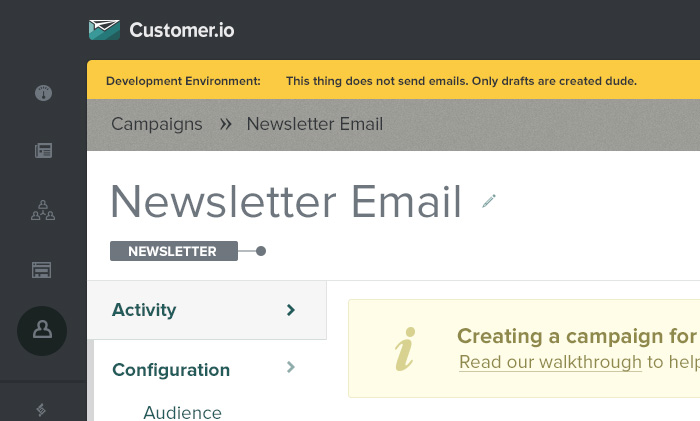 Customer.io
Development Environment: This thing does not send emails. Only drafts are created dude.
Campaigns » Newsletter Email
Newsletter Email
NEWSLETTER
Activity
Creating a campaign for
Read our walkthrough to help
Configuration
Audience